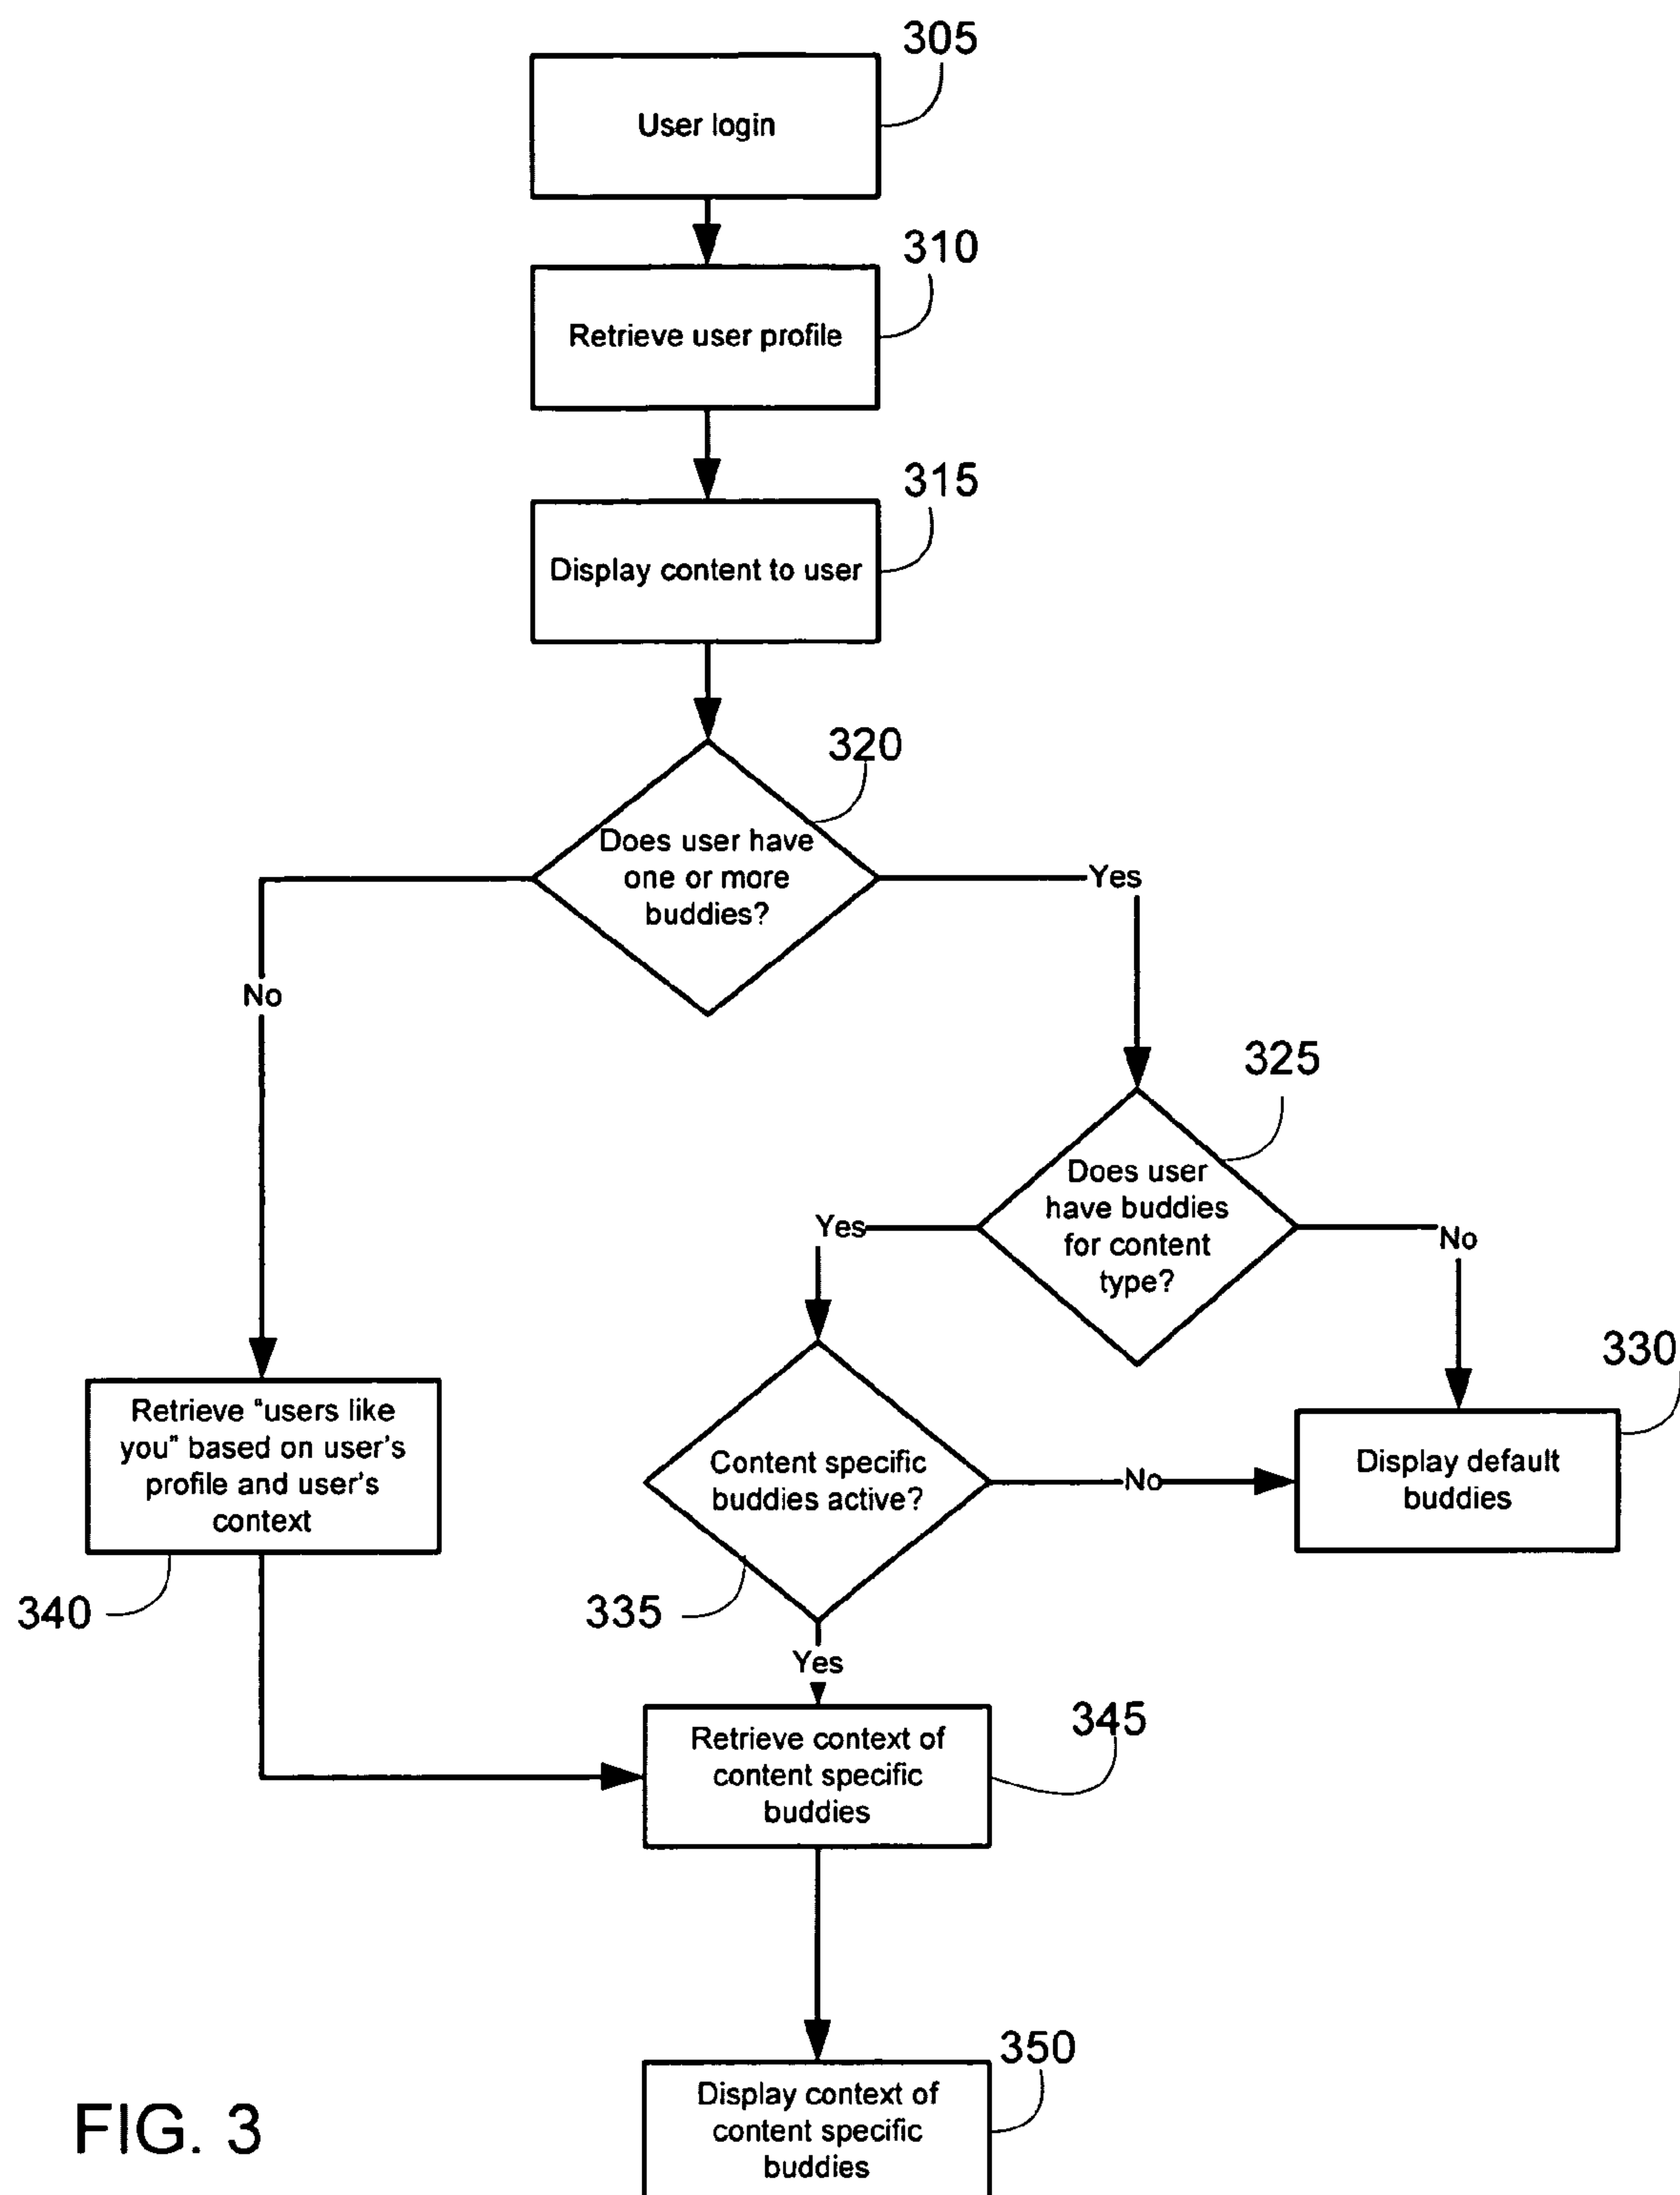 305
User login
310
Retrieve user profile
315
Display content to user
320
Does user have
one or more
buddies?
Yes
No
325
Does user
have buddies
for content
type?
Yes
No
330
Display default
buddies
Retrieve "users like
you" based on user's
profile and user's
context
340
Content specific
buddies active?
No
335
Yes
345
Retrieve context of
content specific
buddies
350
Display context of
content specific
buddies
FIG. 3